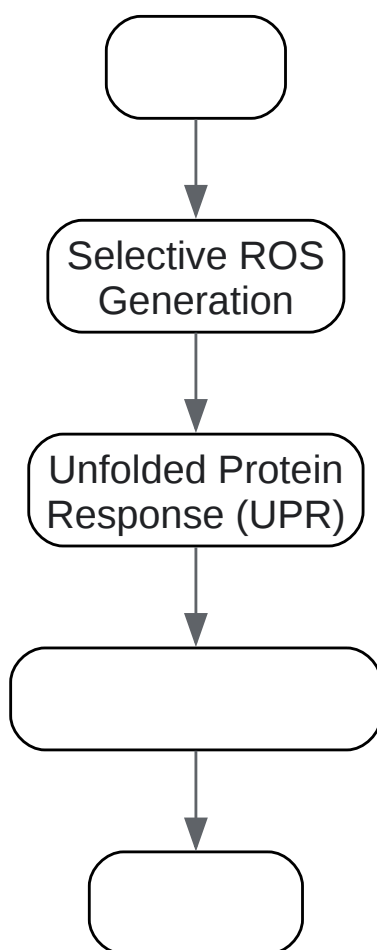 Selective ROS
Generation
Unfolded Protein
Response (UPR)